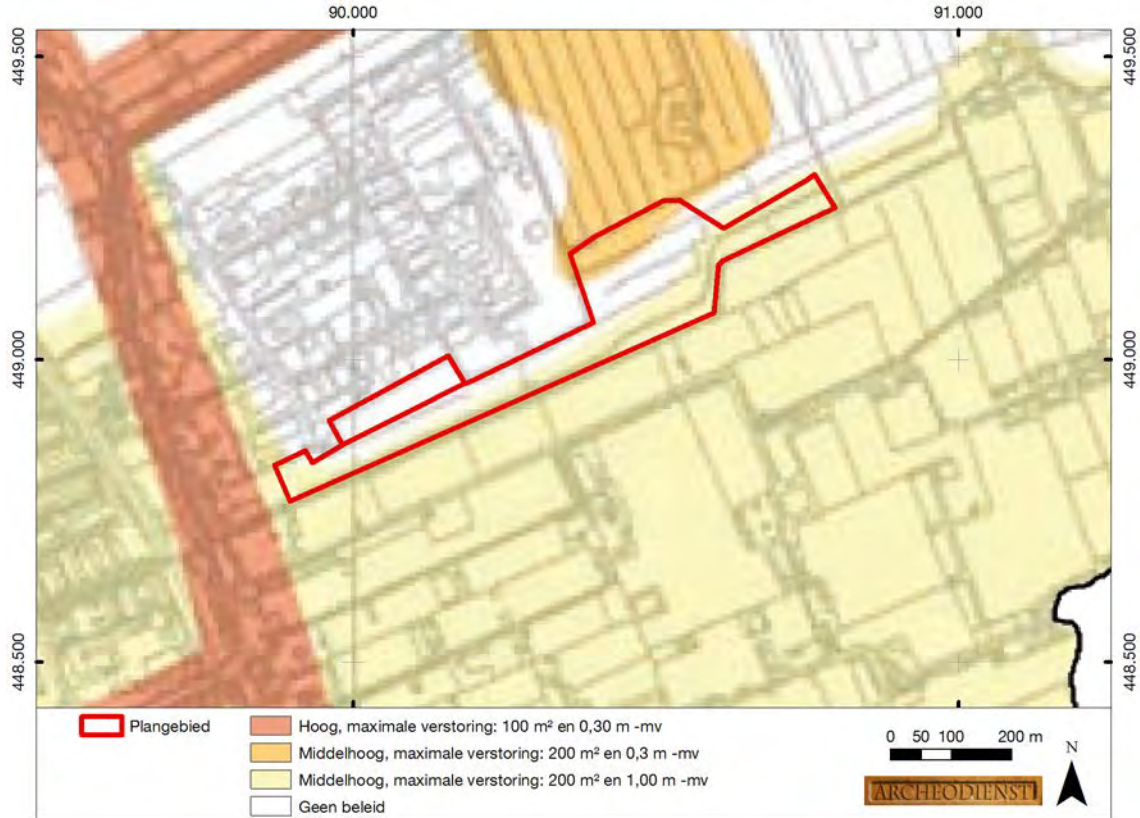 90.000
91.000
449.500
449.500
449.000
449.000
448.500
448.500
Plangebied
Hoog, maximale verstoring: 100 m² en 0,30 m -mv
Middelhoog, maximale verstoring: 200 m² en 0,3 m -mv
Middelhoog, maximale verstoring: 200 m² en 1,00 m -mv
Geen beleid
0 50 100 200 m
N
ARCHEODIENST